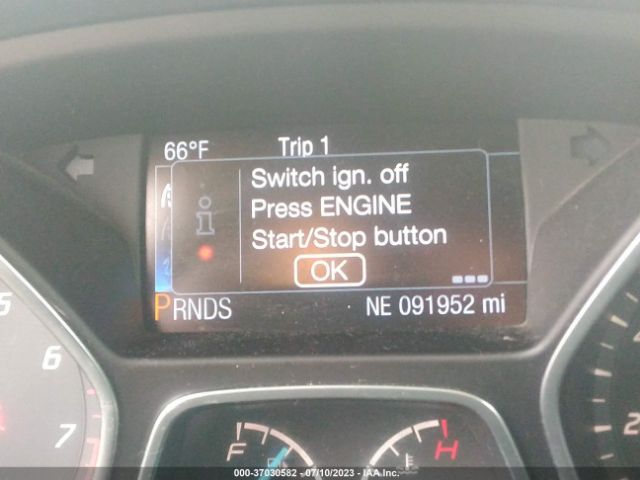 66°F Trip 1
Switch ign. off
Press ENGINE
Start/Stop button
OK
PRNDS NE 091952 mi
5
6
7
F
H
2
000-37030582 - 07/10/2023 - IAA Inc.